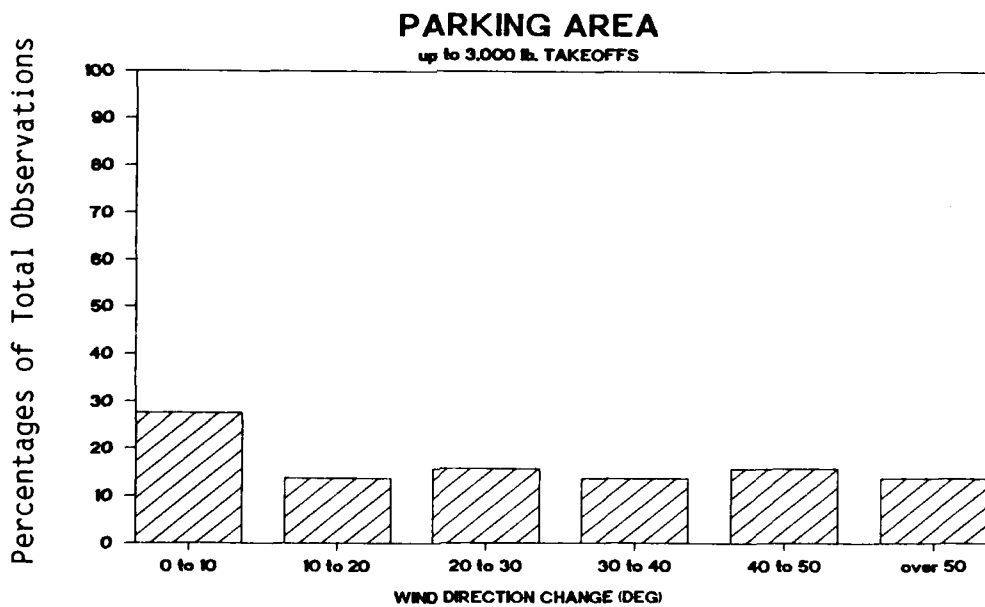 PARKING AREA
up to 3,000 lb. TAKEOFFS
Percentages of Total Observations
100
90
80
70
60
50
40
30
20
10
0
0 to 10
10 to 20
20 to 30
30 to 40
40 to 50
over 50
WIND DIRECTION CHANGE (DEG)